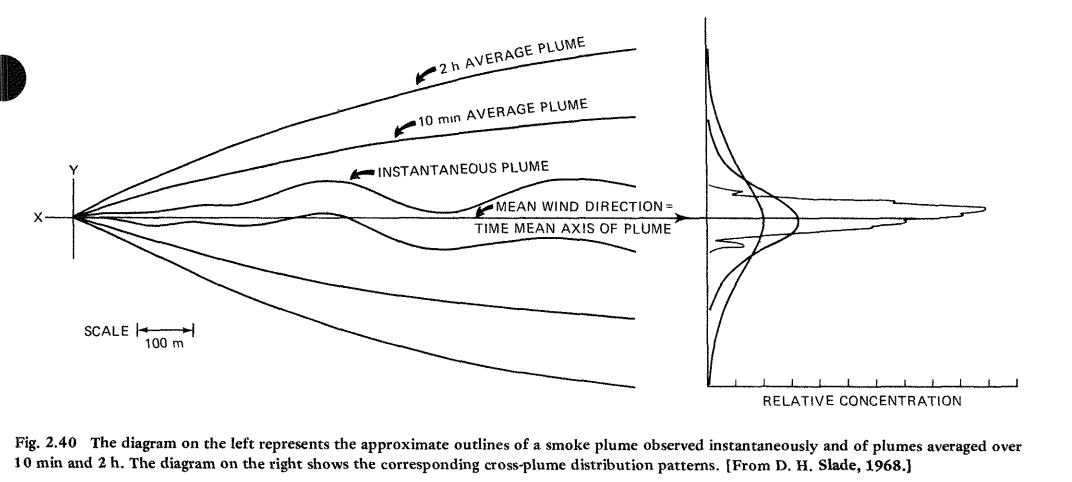 2 h AVERAGE PLUME
10 min AVERAGE PLUME
INSTANTANEOUS PLUME
Y
X
MEAN WIND DIRECTION =
TIME MEAN AXIS OF PLUME
SCALE
100 m
RELATIVE CONCENTRATION
Fig. 2.40 The diagram on the left represents the approximate outlines of a smoke plume observed instantaneously and of plumes averaged over
10 min and 2 h. The diagram on the right shows the corresponding cross-plume distribution patterns. [From D. H. Slade, 1968.]